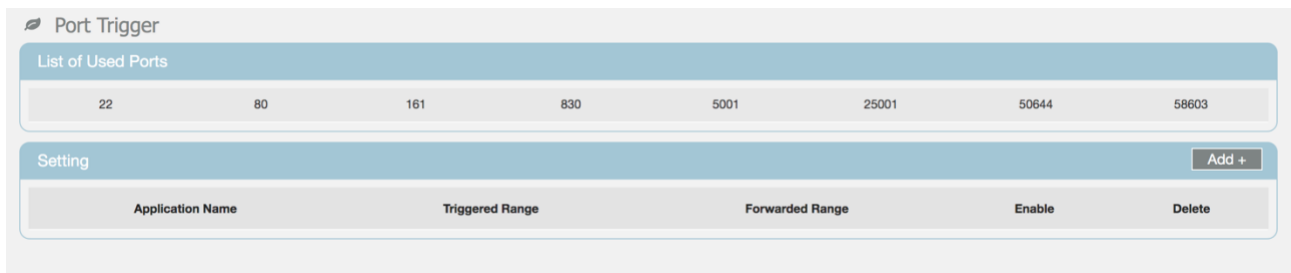 Port Trigger
List of Used Ports
22 80 161 830 5001 25001 50644 58603
Setting Add +
Application Name Triggered Range Forwarded Range Enable Delete